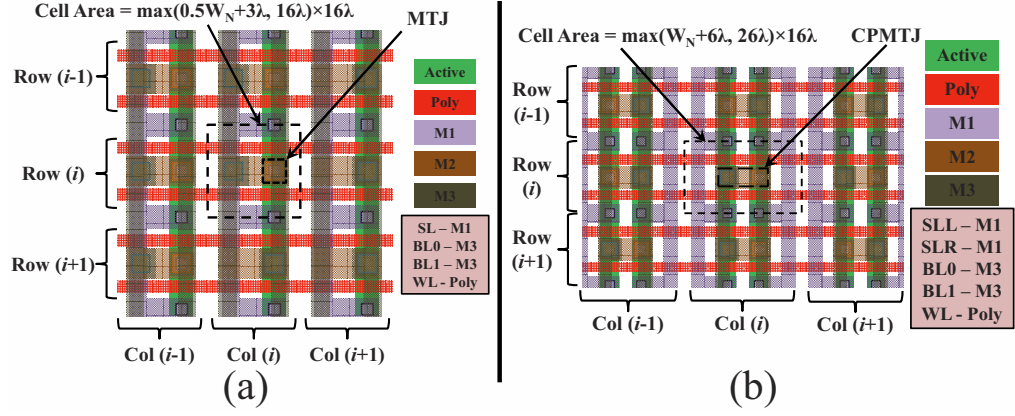 Cell Area = max(0.5W_N+3λ, 16λ)×16λ
MTJ
Row (i-1)
Row (i)
Row (i+1)
Active
Poly
M1
M2
M3
SL – M1
BL0 – M3
BL1 – M3
WL - Poly
Col (i-1)
Col (i)
Col (i+1)
(a)
Cell Area = max(W_N+6λ, 26λ)×16λ
CPMTJ
Row
(i-1)
Row
(i)
Row
(i+1)
Active
Poly
M1
M2
M3
SLL – M1
SLR – M1
BL0 – M3
BL1 – M3
WL - Poly
Col (i-1)
Col (i)
Col (i+1)
(b)